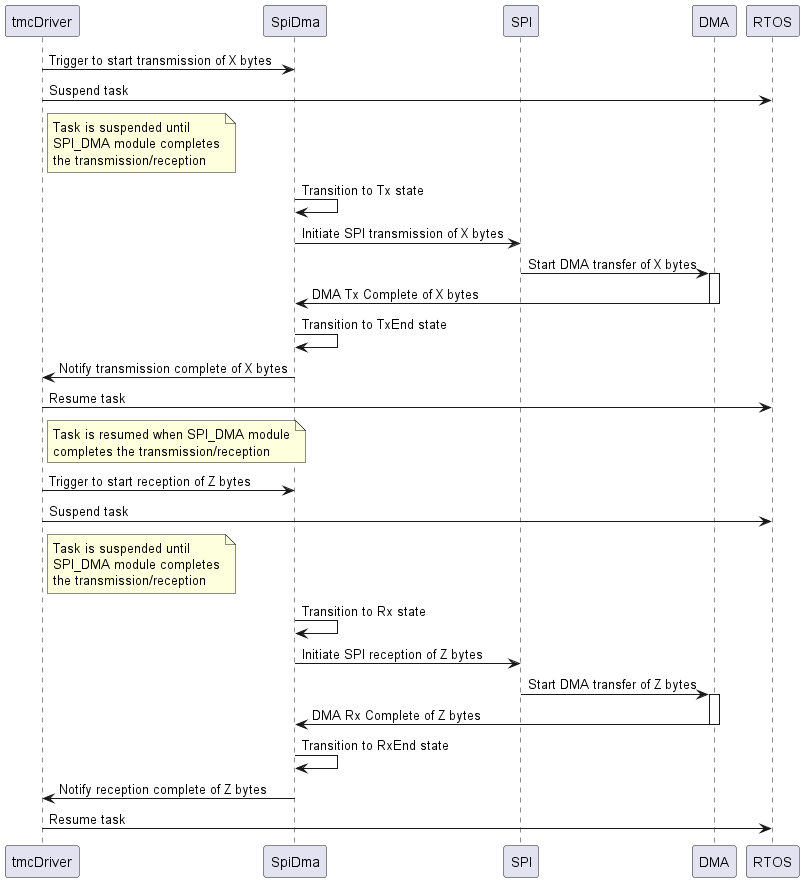 tmcDriver SpiDma SPI DMA RTOS
Trigger to start transmission of X bytes
Suspend task
Task is suspended until
SPI_DMA module completes
the transmission/reception
Transition to Tx state
Initiate SPI transmission of X bytes
Start DMA transfer of X bytes
DMA Tx Complete of X bytes
Transition to TxEnd state
Notify transmission complete of X bytes
Resume task
Task is resumed when SPI_DMA module
completes the transmission/reception
Trigger to start reception of Z bytes
Suspend task
Task is suspended until
SPI_DMA module completes
the transmission/reception
Transition to Rx state
Initiate SPI reception of Z bytes
Start DMA transfer of Z bytes
DMA Rx Complete of Z bytes
Transition to RxEnd state
Notify reception complete of Z bytes
Resume task
tmcDriver SpiDma SPI DMA RTOS